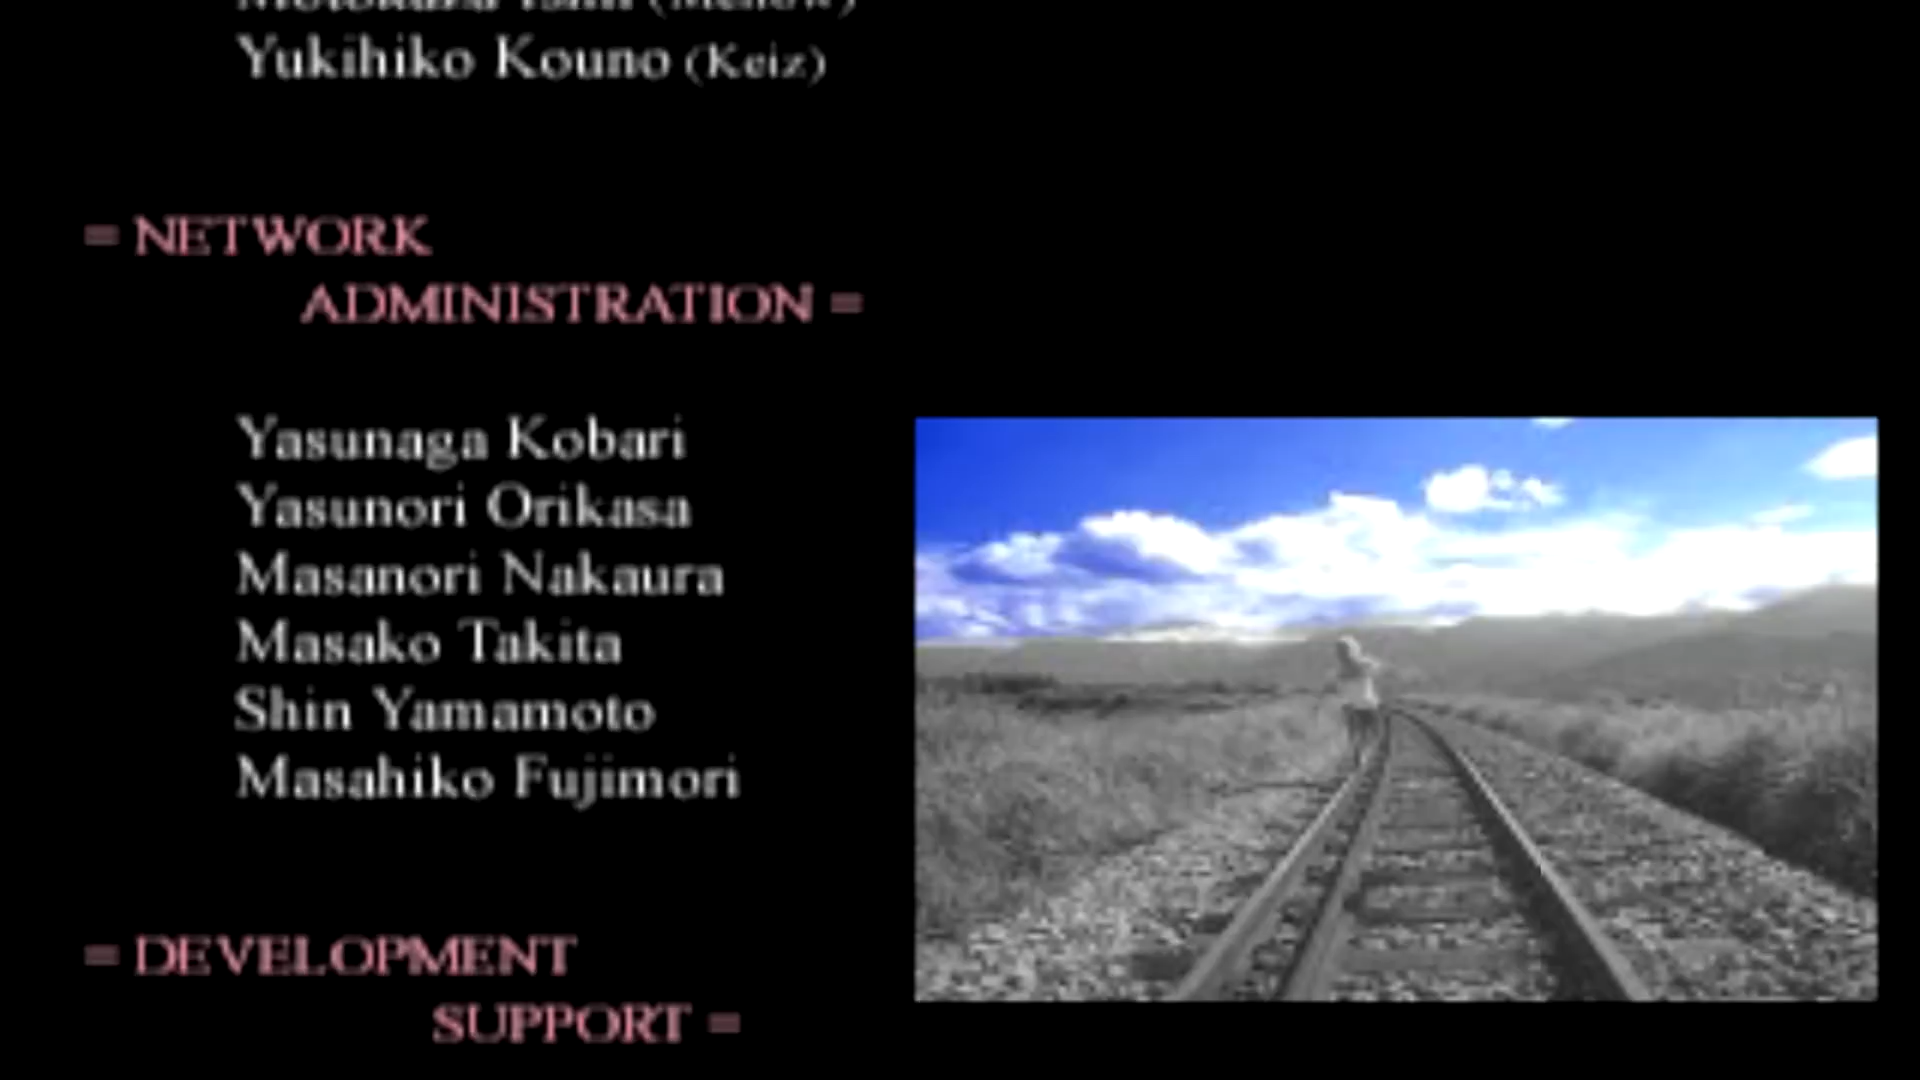 (Mellow)
Yukihiko Kouno (Keiz)
= NETWORK
ADMINISTRATION =
Yasunaga Kobari
Yasunori Orikasa
Masanori Nakaura
Masako Takita
Shin Yamamoto
Masahiko Fujimori
= DEVELOPMENT
SUPPORT =